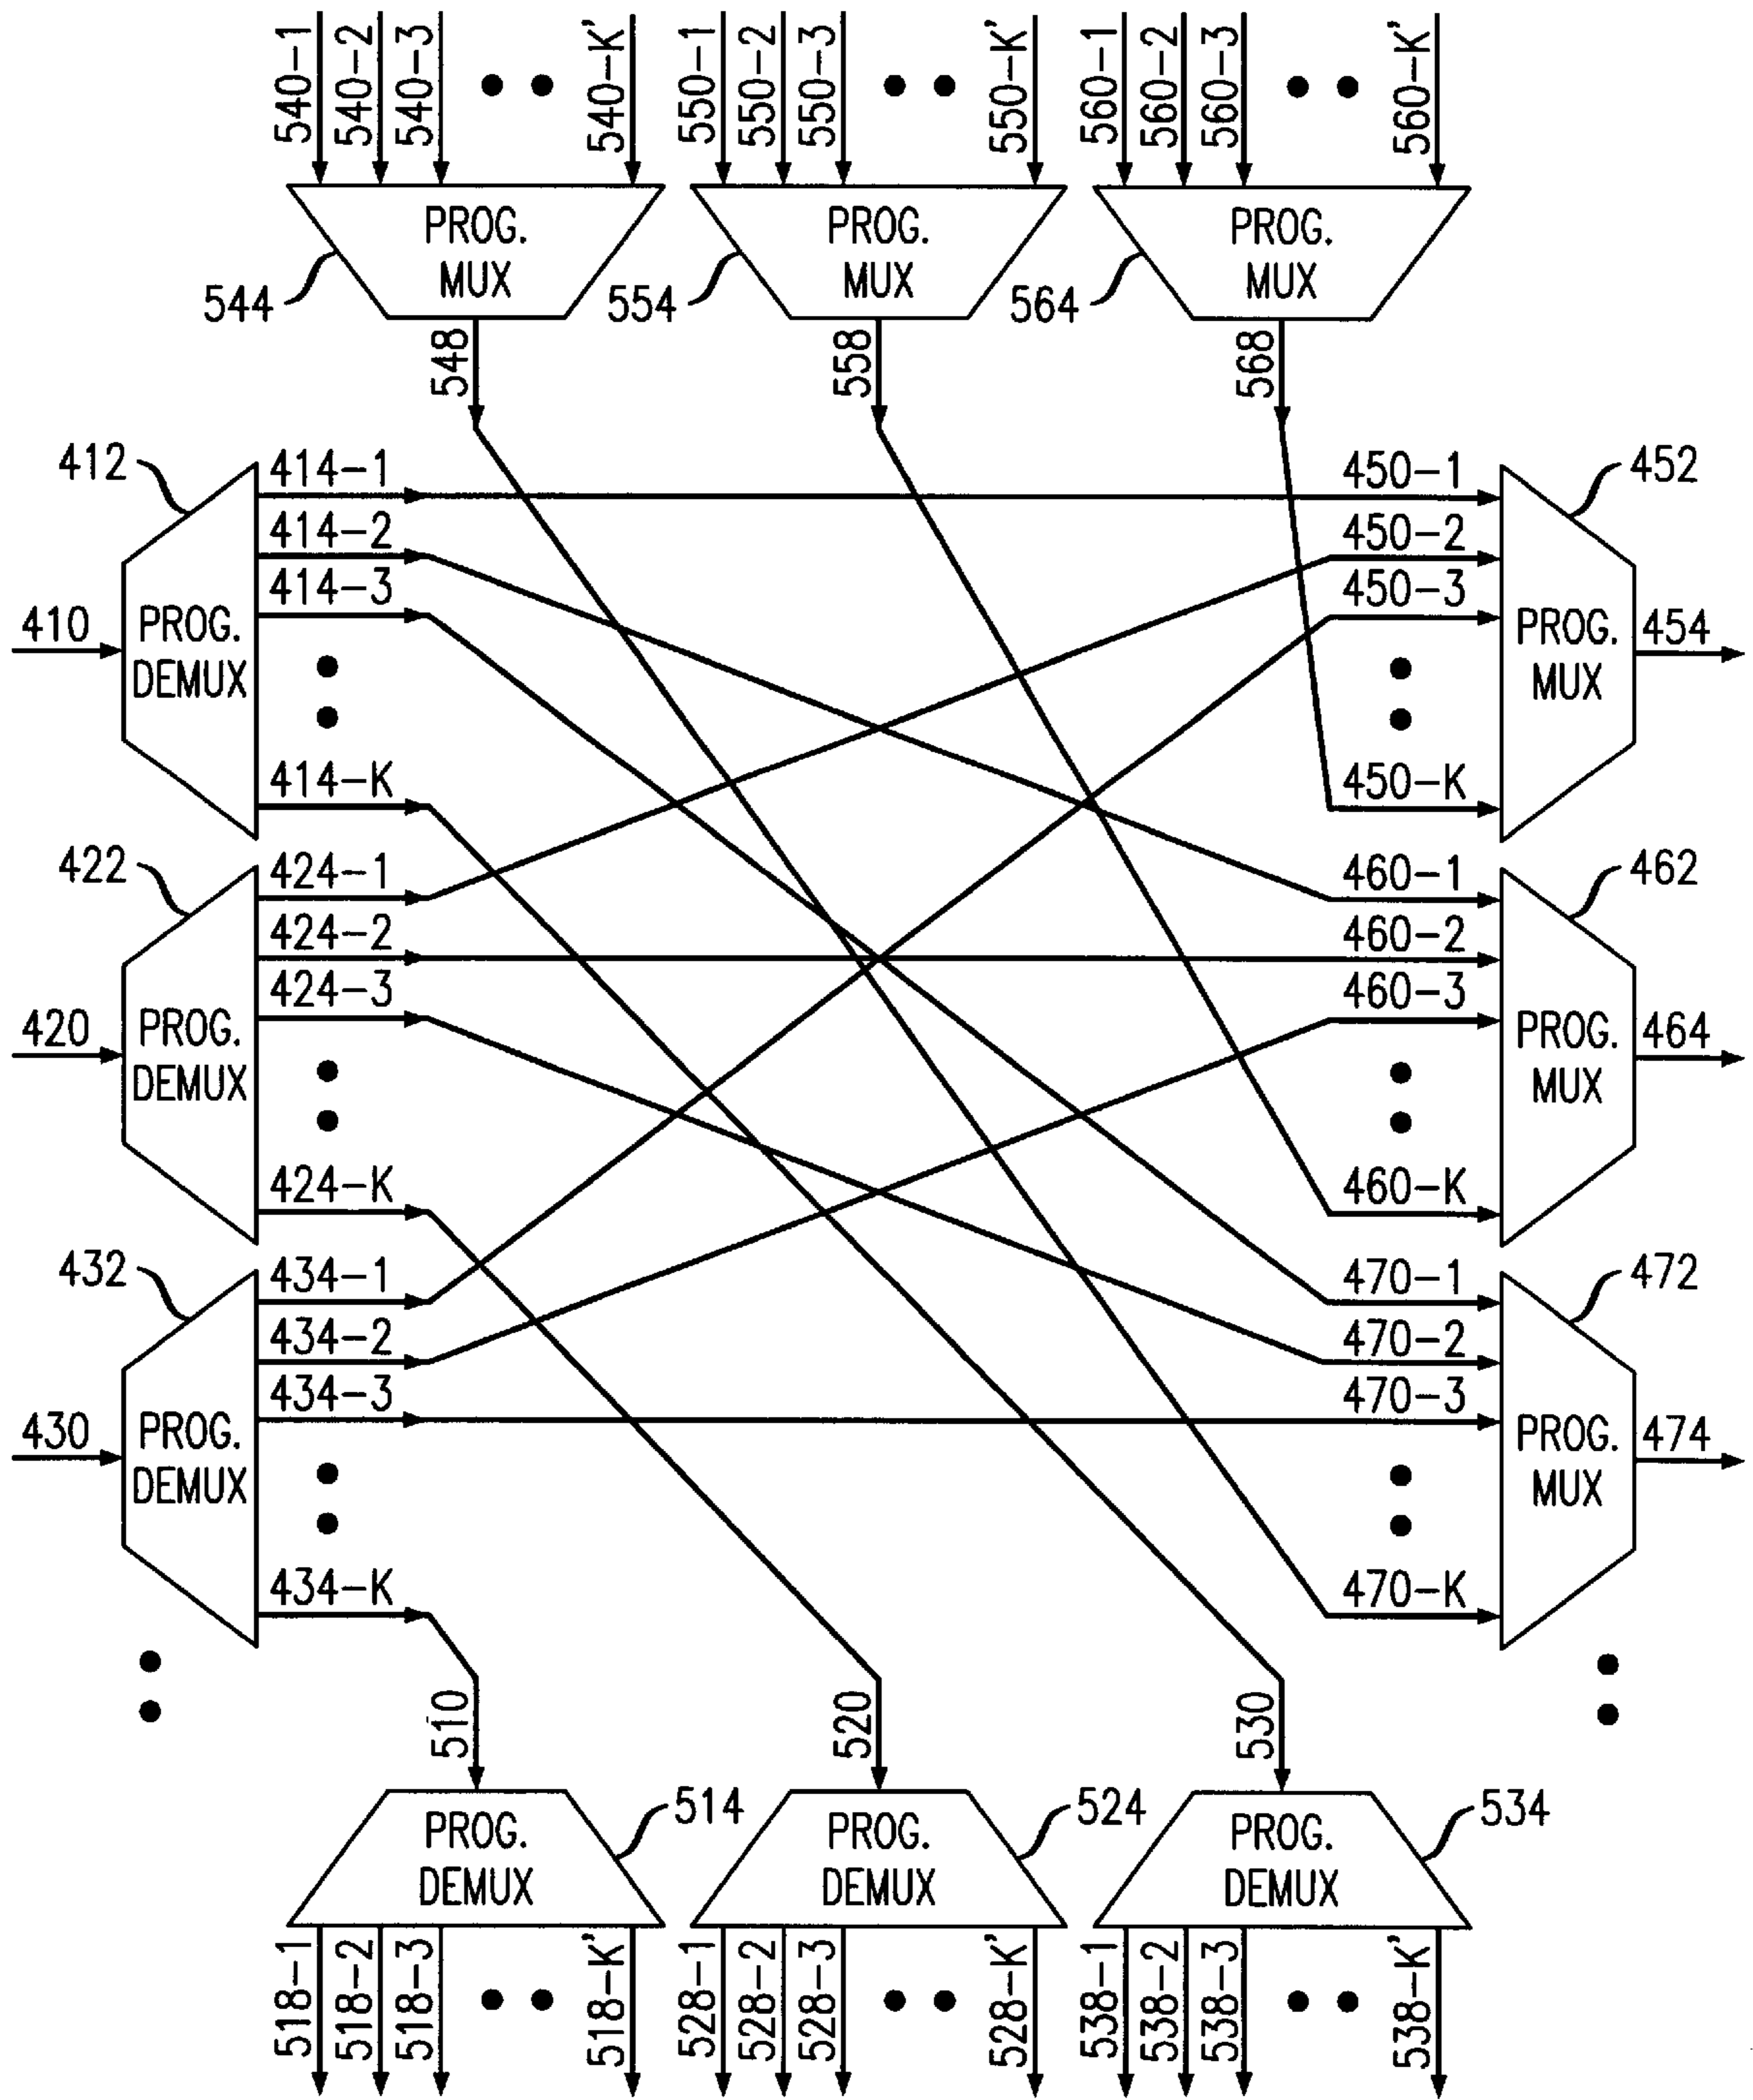 540-1
540-2
540-3
540-K'
550-1
550-2
550-3
550-K'
560-1
560-2
560-3
560-K'
PROG.
MUX
544
PROG.
MUX
554
PROG.
MUX
564
548
558
568
412
414-1
414-2
414-3
414-K
410
PROG.
DEMUX
450-1
450-2
450-3
450-K
452
PROG.
MUX
454
422
424-1
424-2
424-3
424-K
420
PROG.
DEMUX
460-1
460-2
460-3
460-K
462
PROG.
MUX
464
432
434-1
434-2
434-3
434-K
430
PROG.
DEMUX
470-1
470-2
470-3
470-K
472
PROG.
MUX
474
510
520
530
PROG.
DEMUX
514
PROG.
DEMUX
524
PROG.
DEMUX
534
518-1
518-2
518-3
518-K'
528-1
528-2
528-3
528-K'
538-1
538-2
538-3
538-K'